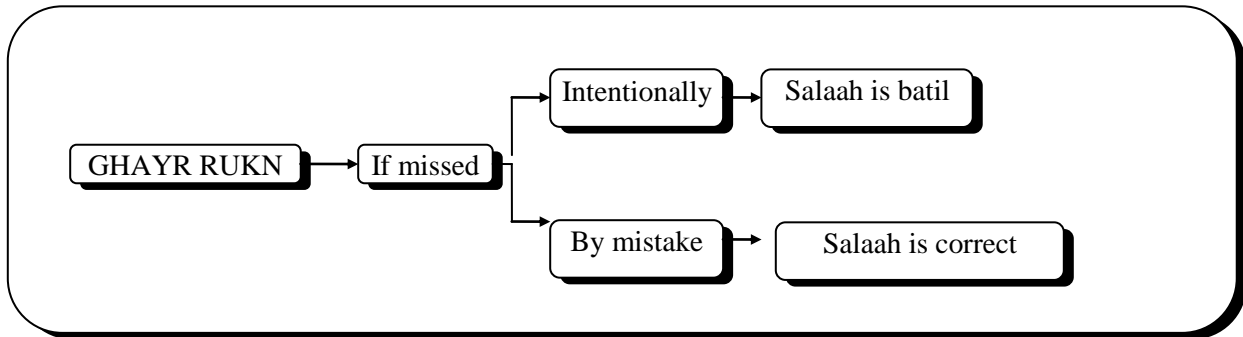 GHAYR RUKN
If missed
Intentionally
Salaah is batil
By mistake
Salaah is correct